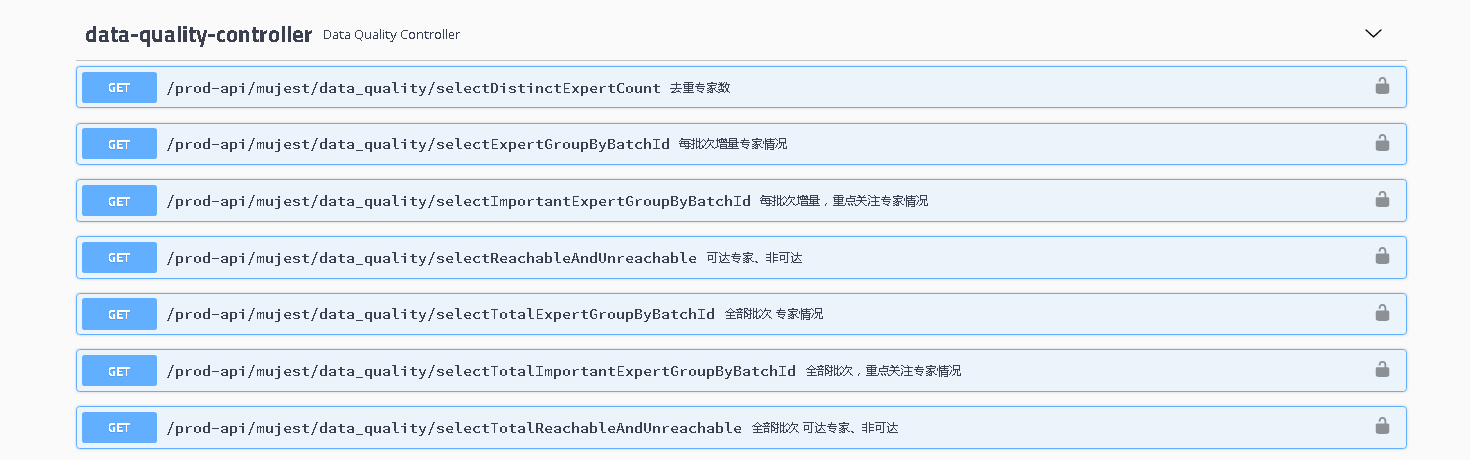 data-quality-controller Data Quality Controller
GET /prod-api/mujest/data_quality/selectDistinctExpertCount 去重专家数
GET /prod-api/mujest/data_quality/selectExpertGroupByBatchId 每批次增量专家情况
GET /prod-api/mujest/data_quality/selectImportantExpertGroupByBatchId 每批次增量，重点关注专家情况
GET /prod-api/mujest/data_quality/selectReachableAndUnreachable 可达专家、非可达
GET /prod-api/mujest/data_quality/selectTotalExpertGroupByBatchId 全部批次 专家情况
GET /prod-api/mujest/data_quality/selectTotalImportantExpertGroupByBatchId 全部批次，重点关注专家情况
GET /prod-api/mujest/data_quality/selectTotalReachableAndUnreachable 全部批次 可达专家、非可达